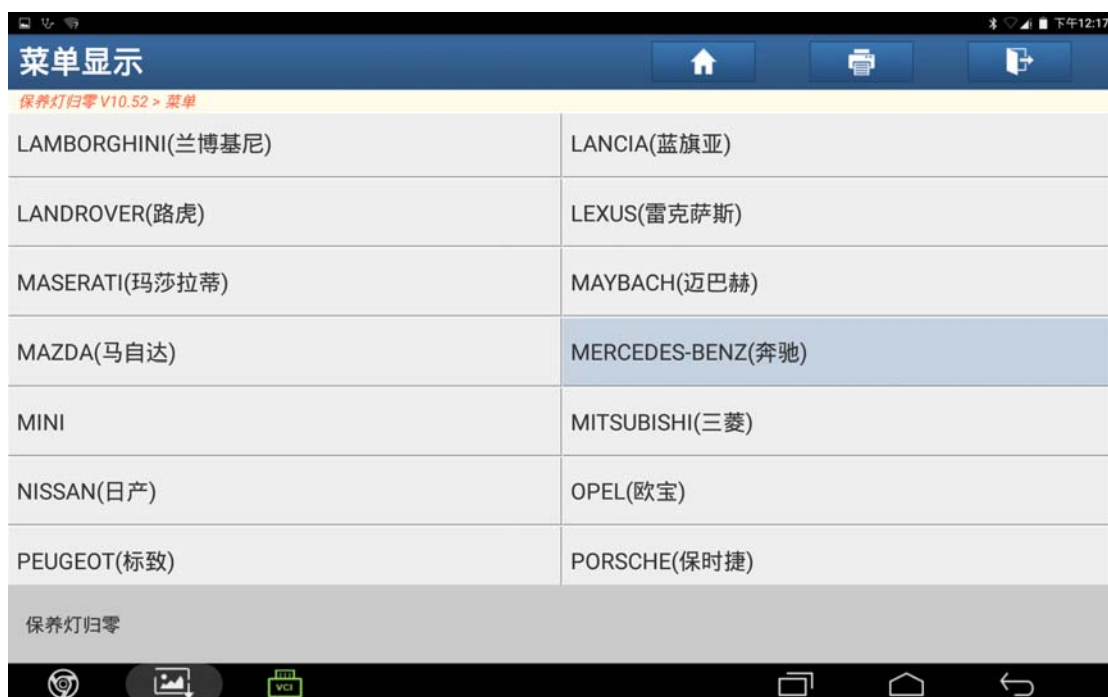 下午12:17
菜单显示
保养灯归零 V10.52 > 菜单
LAMBORGHINI(兰博基尼)
LANCIA(蓝旗亚)
LANDROVER(路虎)
LEXUS(雷克萨斯)
MASERATI(玛莎拉蒂)
MAYBACH(迈巴赫)
MAZDA(马自达)
MERCEDES-BENZ(奔驰)
MINI
MITSUBISHI(三菱)
NISSAN(日产)
OPEL(欧宝)
PEUGEOT(标致)
PORSCHE(保时捷)
保养灯归零
VCI